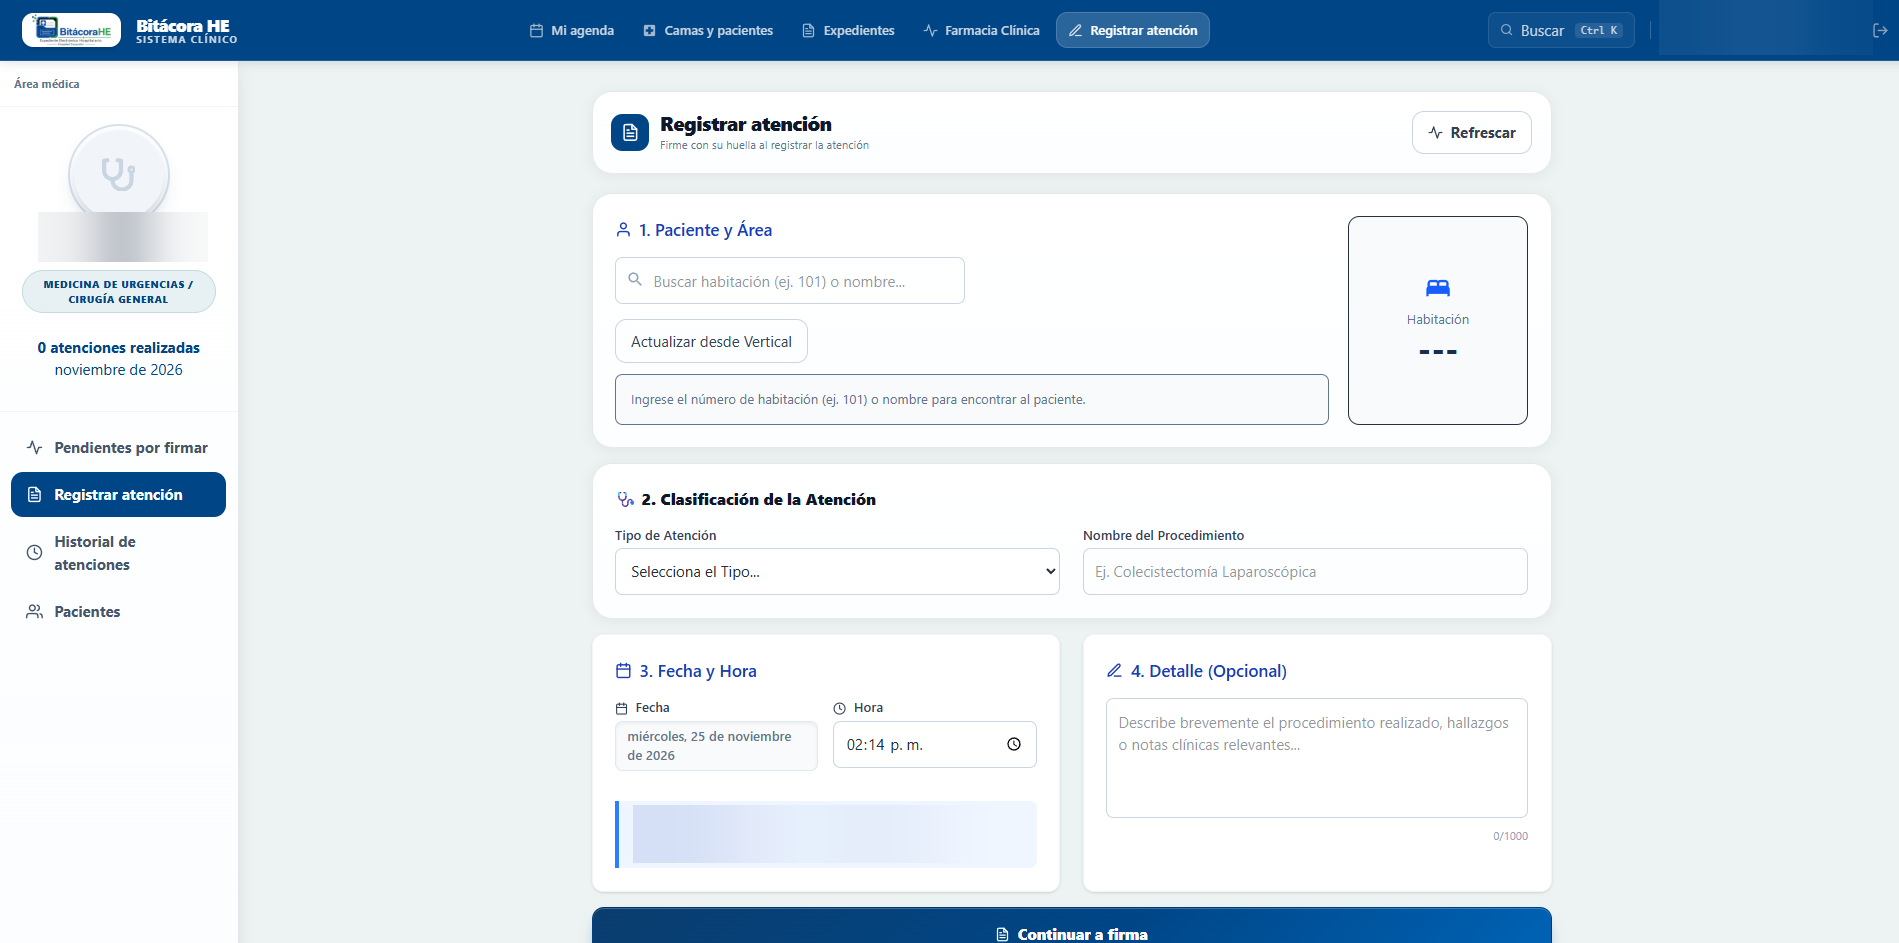 BitácoraHE
Bitácora HE
SISTEMA CLÍNICO
Mi agenda
Camas y pacientes
Expedientes
Farmacia Clínica
Registrar atención
Buscar Ctrl K
Área médica
MEDICINA DE URGENCIAS /
CIRUGÍA GENERAL
0 atenciones realizadas
noviembre de 2026
Pendientes por firmar
Registrar atención
Historial de
atenciones
Pacientes
Registrar atención
Firme con su huella al registrar la atención
Refrescar
1. Paciente y Área
Buscar habitación (ej. 101) o nombre...
Actualizar desde Vertical
Ingrese el número de habitación (ej. 101) o nombre para encontrar al paciente.
Habitación
---
2. Clasificación de la Atención
Tipo de Atención
Selecciona el Tipo...
Nombre del Procedimiento
Ej. Colecistectomía Laparoscópica
3. Fecha y Hora
Fecha
miércoles, 25 de noviembre
de 2026
Hora
02:14 p. m.
4. Detalle (Opcional)
Describe brevemente el procedimiento realizado, hallazgos
o notas clínicas relevantes...
0/1000
Continuar a firma